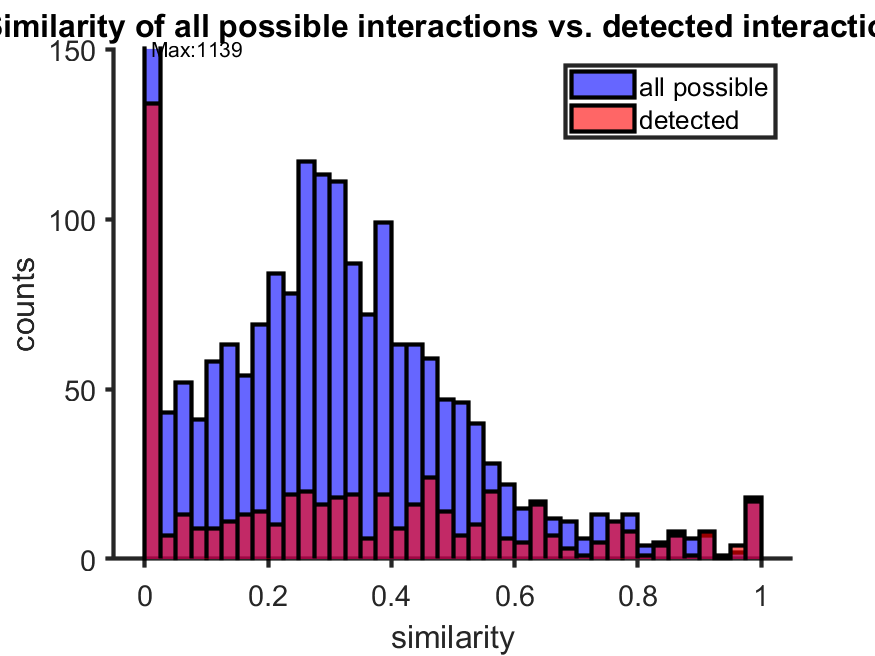 Similarity of all possible interactions vs. detected interactio
Max:1139
all possible
detected
counts
150
100
50
0
0 0.2 0.4 0.6 0.8 1
similarity